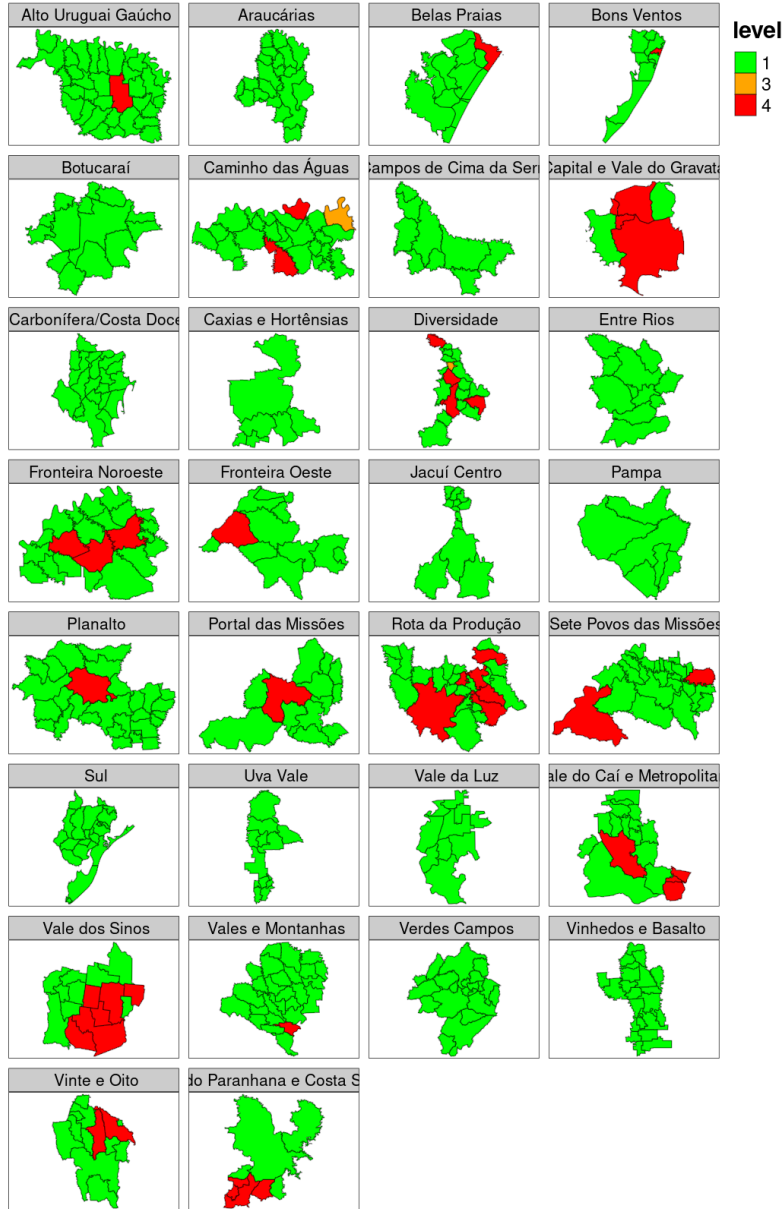 Alto Uruguai Gaúcho
Araucárias
Belas Praias
Bons Ventos
level
1
3
4
Botucaraí
Caminho das Águas
Campos de Cima da Serr
Capital e Vale do Gravata
Carbonífera/Costa Doce
Caxias e Hortênsias
Diversidade
Entre Rios
Fronteira Noroeste
Fronteira Oeste
Jacuí Centro
Pampa
Planalto
Portal das Missões
Rota da Produção
Sete Povos das Missões
Sul
Uva Vale
Vale da Luz
ale do Caí e Metropolita
Vale dos Sinos
Vales e Montanhas
Verdes Campos
Vinhedos e Basalto
Vinte e Oito
do Paranhana e Costa S